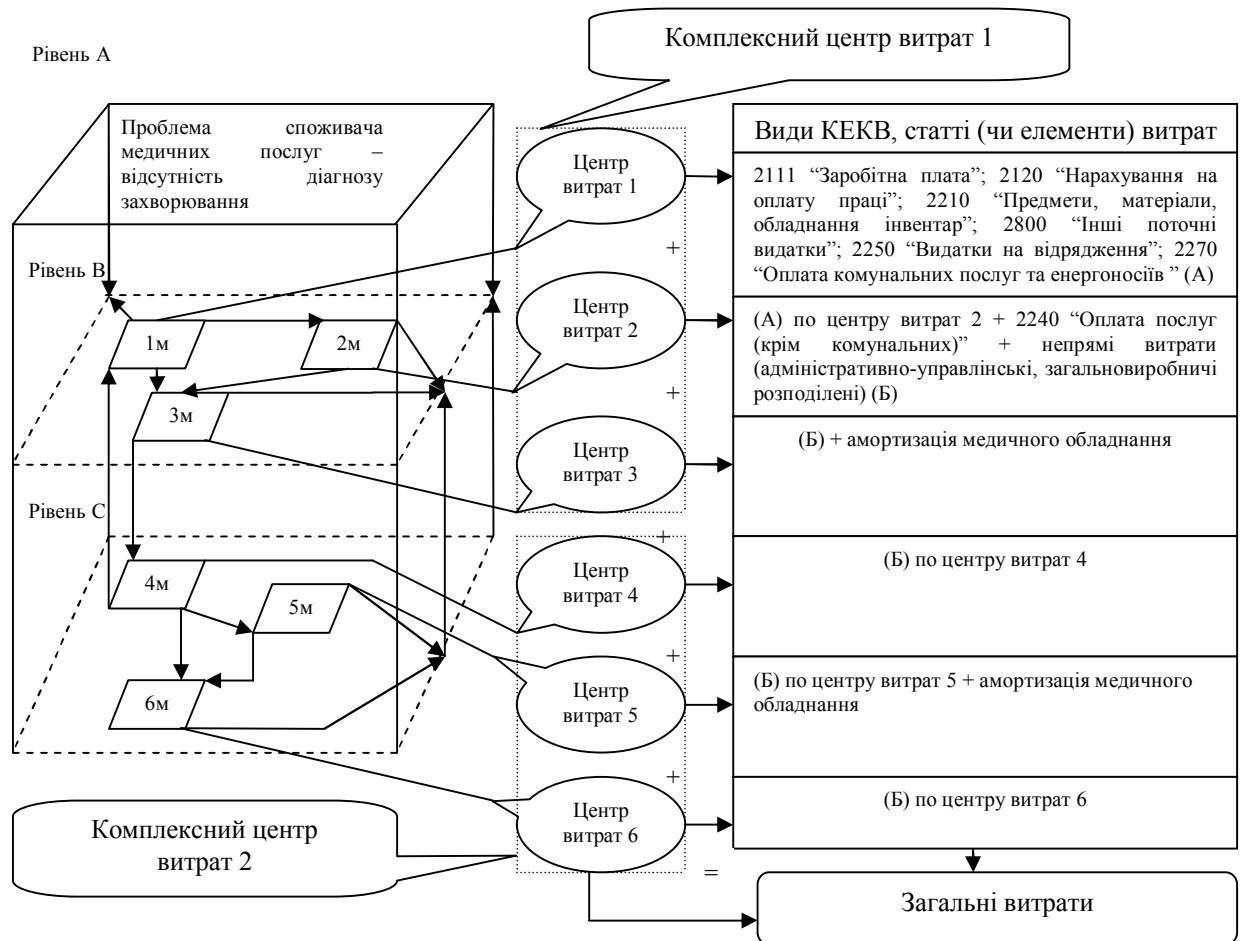 Комплексний центр витрат 1
Рівень А
Проблема споживача
медичних послуг –
відсутність діагнозу
захворювання
Рівень В
1м
2м
3м
Рівень С
4м
5м
6м
Комплексний центр
витрат 2
Центр
витрат 1
+
Центр
витрат 2
+
Центр
витрат 3
+
Центр
витрат 4
+
Центр
витрат 5
+
Центр
витрат 6
=
Види КЕКВ, статті (чи елементи) витрат
2111 “Заробітна плата”; 2120 “Нарахування на
оплату праці”; 2210 “Предмети, матеріали,
обладнання інвентар”; 2800 “Інші поточні
видатки”; 2250 “Видатки на відрядження”; 2270
“Оплата комунальних послуг та енергоносіїв ” (А)
(А) по центру витрат 2 + 2240 “Оплата послуг
(крім комунальних)” + непрямі витрати
(адміністративно-управлінські, загальновиробничі
розподілені) (Б)
(Б) + амортизація медичного обладнання
(Б) по центру витрат 4
(Б) по центру витрат 5 + амортизація медичного
обладнання
(Б) по центру витрат 6
Загальні витрати